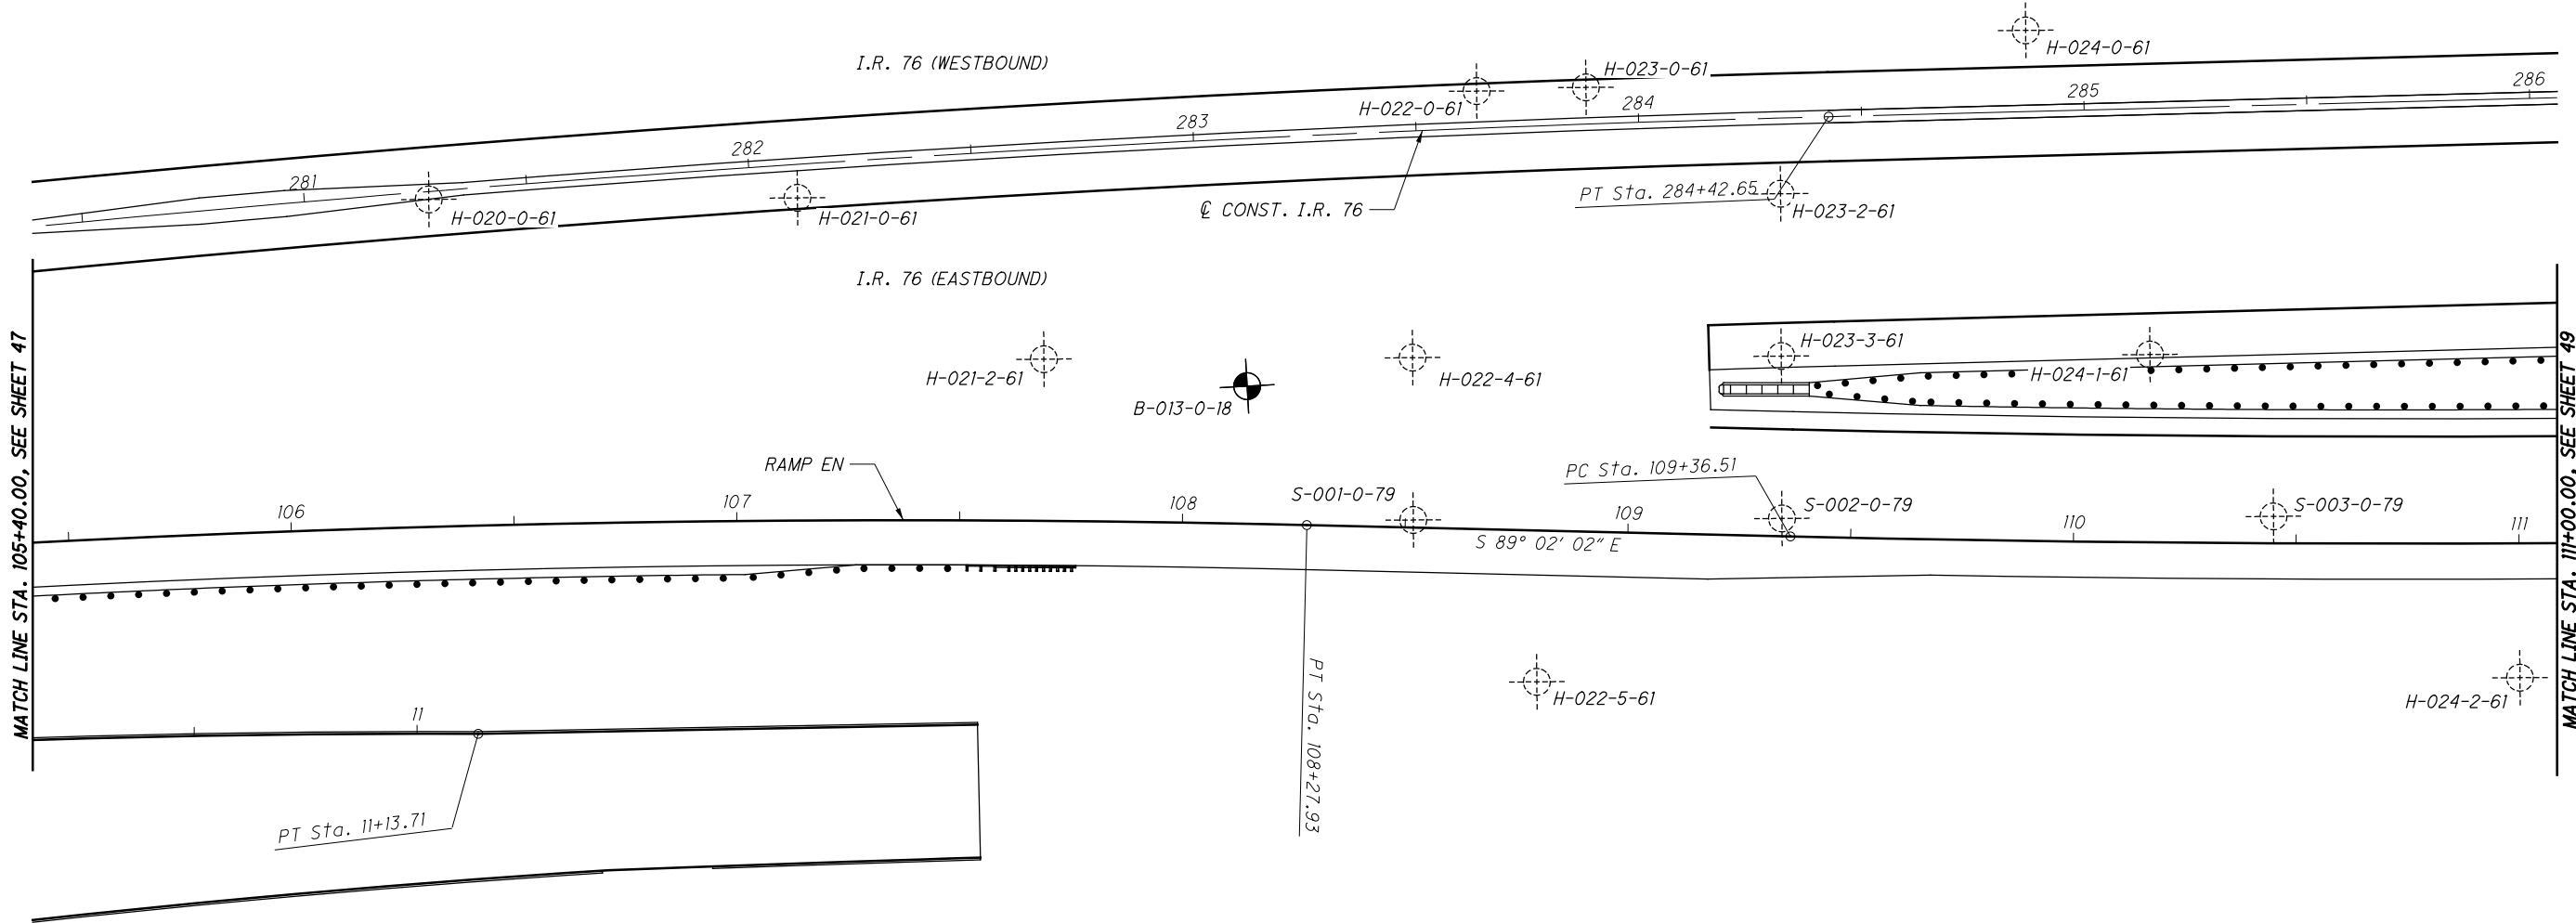 I.R. 76 (WESTBOUND)
H-024-0-61
H-023-0-61
H-022-0-61
281
282
283
284
285
286
H-020-0-61
H-021-0-61
℄ CONST. I.R. 76
PT Sta. 284+42.65
H-023-2-61
I.R. 76 (EASTBOUND)
MATCH LINE STA. 105+40.00, SEE SHEET 47
H-021-2-61
B-013-0-18
H-022-4-61
H-023-3-61
H-024-1-61
MATCH LINE STA. 111+00.00, SEE SHEET 49
RAMP EN
PC Sta. 109+36.51
S-001-0-79
S-002-0-79
S-003-0-79
106
107
108
109
110
111
S 89° 02' 02" E
H-022-5-61
H-024-2-61
PT Sta. 108+27.93
11
PT Sta. 11+13.71